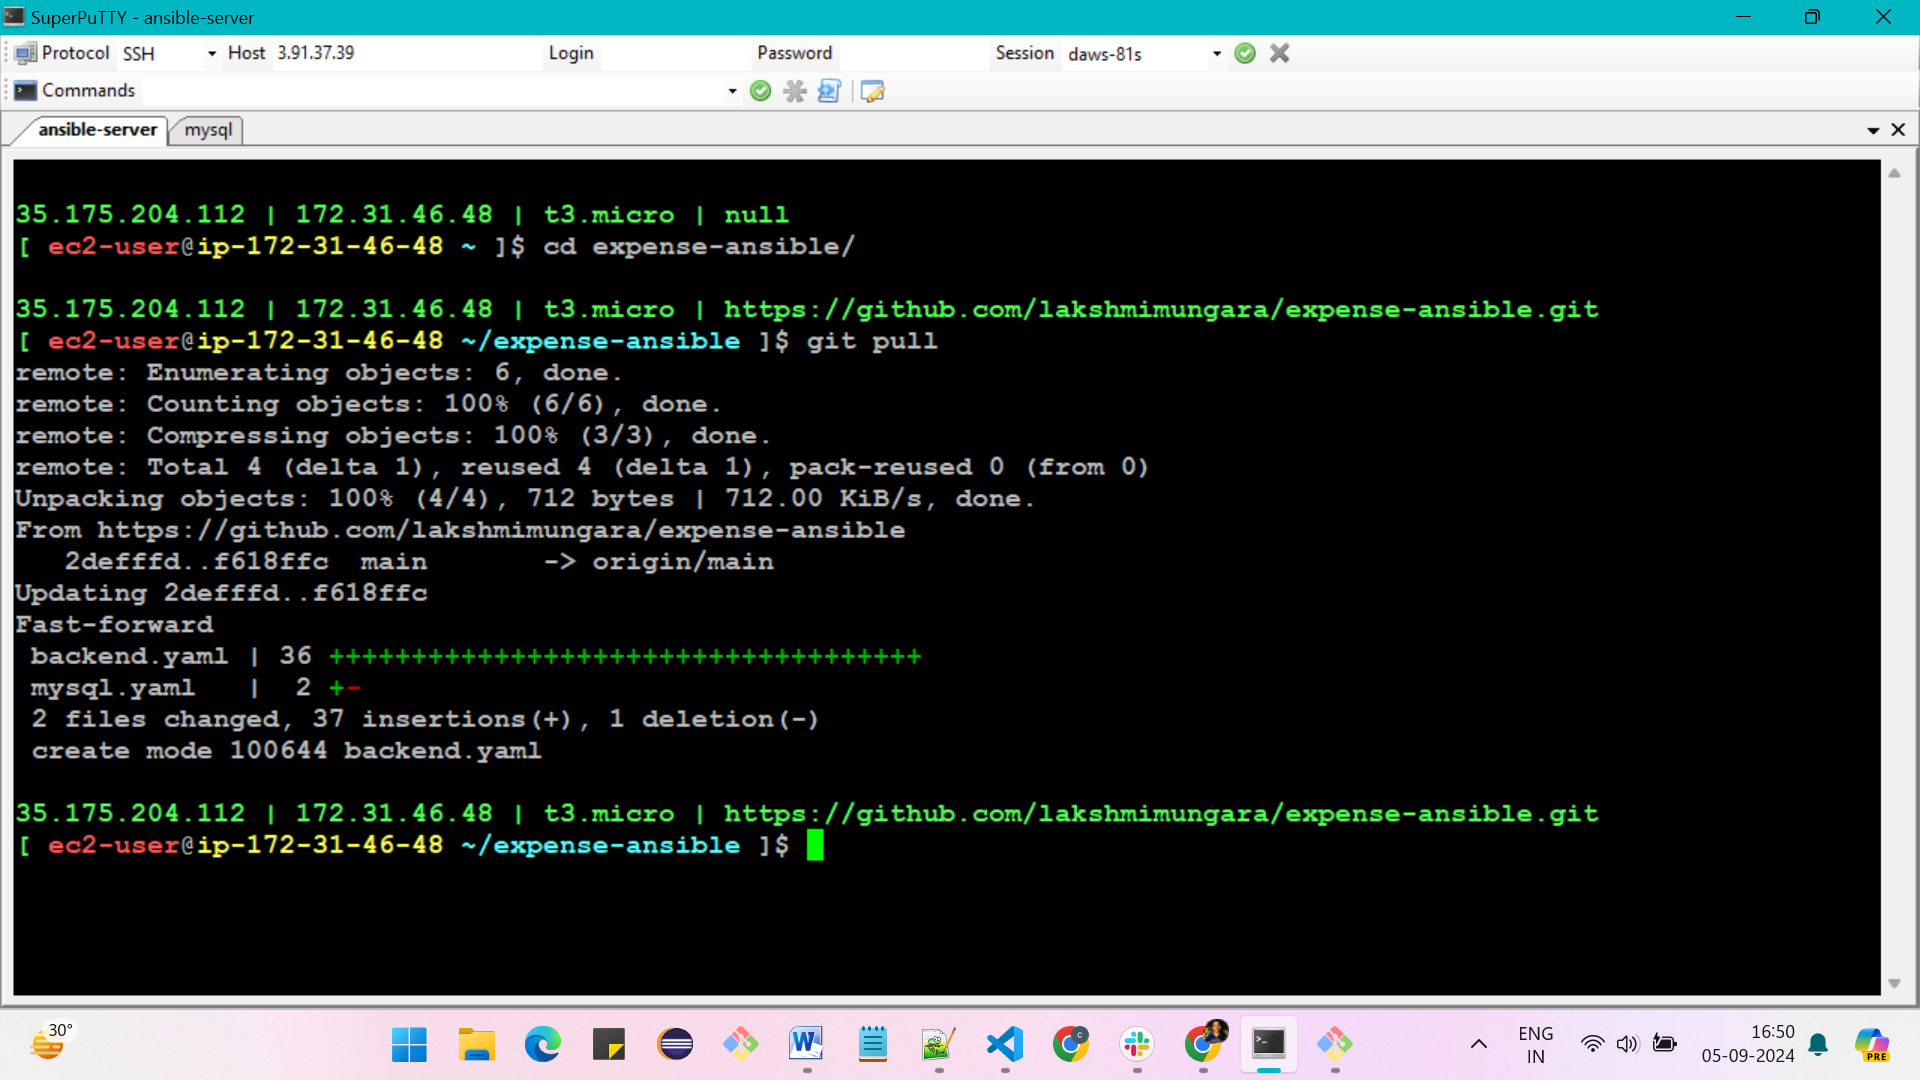 SuperPuTTY - ansible-server
Protocol SSH Host 3.91.37.39 Login Password Session daws-81s
Commands
ansible-server mysql
35.175.204.112 | 172.31.46.48 | t3.micro | null
[ ec2-user@ip-172-31-46-48 ~ ]$ cd expense-ansible/
35.175.204.112 | 172.31.46.48 | t3.micro | https://github.com/lakshmimungara/expense-ansible.git
[ ec2-user@ip-172-31-46-48 ~/expense-ansible ]$ git pull
remote: Enumerating objects: 6, done.
remote: Counting objects: 100% (6/6), done.
remote: Compressing objects: 100% (3/3), done.
remote: Total 4 (delta 1), reused 4 (delta 1), pack-reused 0 (from 0)
Unpacking objects: 100% (4/4), 712 bytes | 712.00 KiB/s, done.
From https://github.com/lakshmimungara/expense-ansible
   2defffd..f618ffc  main       -> origin/main
Updating 2defffd..f618ffc
Fast-forward
 backend.yaml | 36 ++++++++++++++++++++++++++++++++++++
 mysql.yaml   |  2 +-
 2 files changed, 37 insertions(+), 1 deletion(-)
 create mode 100644 backend.yaml
35.175.204.112 | 172.31.46.48 | t3.micro | https://github.com/lakshmimungara/expense-ansible.git
[ ec2-user@ip-172-31-46-48 ~/expense-ansible ]$
30°
ENG
IN
16:50
05-09-2024
PRE